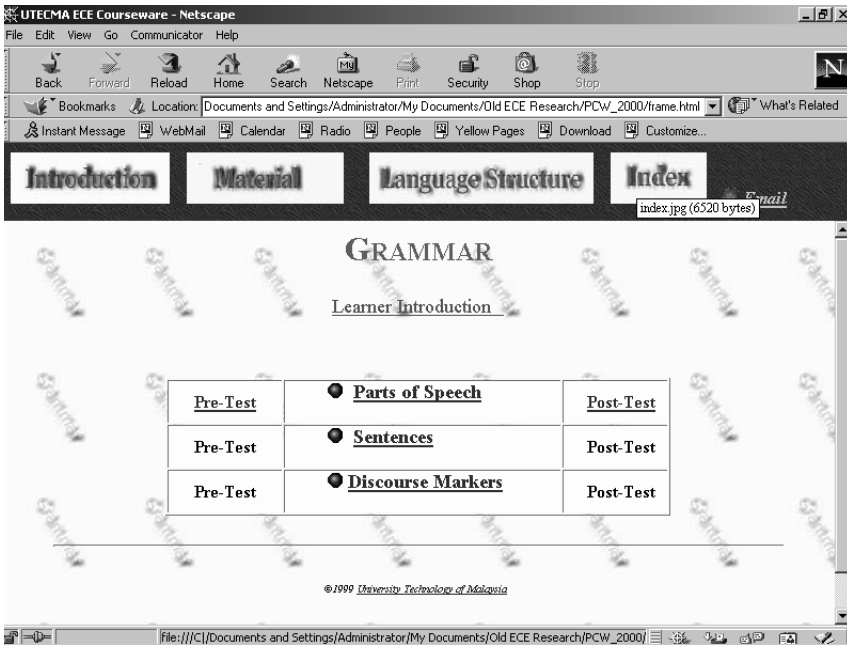 UTECMA ECE Courseware - Netscape
File Edit View Go Communicator Help
Back Forward Reload Home Search Netscape Print Security Shop Stop
My
N
Bookmarks Location: Documents and Settings/Administrator/My Documents/Old ECE Research/PCW_2000/frame.html What's Related
Instant Message WebMail Calendar Radio People Yellow Pages Download Customize...
Introduction Material Language Structure Index Email
index.jpg (6520 bytes)
GRAMMAR
Learner Introduction
Pre-Test Parts of Speech Post-Test
Pre-Test Sentences Post-Test
Pre-Test Discourse Markers Post-Test
©1999 University Technology of Malaysia
file:///C|/Documents and Settings/Administrator/My Documents/Old ECE Research/PCW_2000/